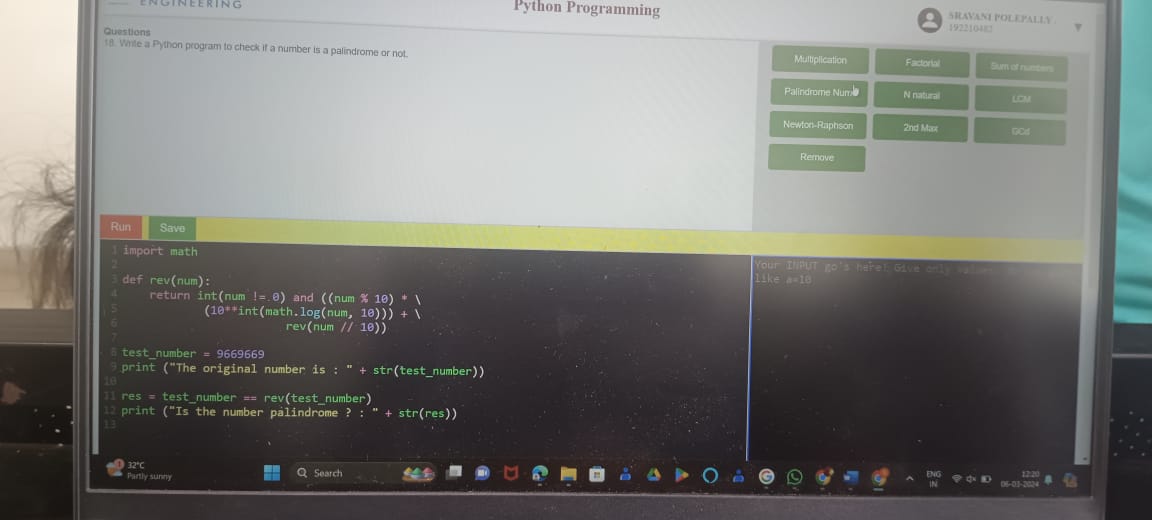 ENGINEERING
Python Programming
SRAVANI POLEPALLY
192210482
Questions
18. Write a Python program to check if a number is a palindrome or not.
Multiplication
Factorial
Sum of numbers
Palindrome Num
N natural
LCM
Newton-Raphson
2nd Max
GCd
Remove
Run
Save
1 import math
2
3 def rev(num):
4     return int(num != 0) and ((num % 10) * \
5             (10**int(math.log(num, 10))) + \
6                         rev(num // 10))
7
8 test_number = 9669669
9 print ("The original number is : " + str(test_number))
10
11 res = test_number == rev(test_number)
12 print ("Is the number palindrome ? : " + str(res))
13
Your INPUT go's here! Give only
like a=10
1
32°C
Partly sunny
Search
ENG
IN
12:20
06-03-2024